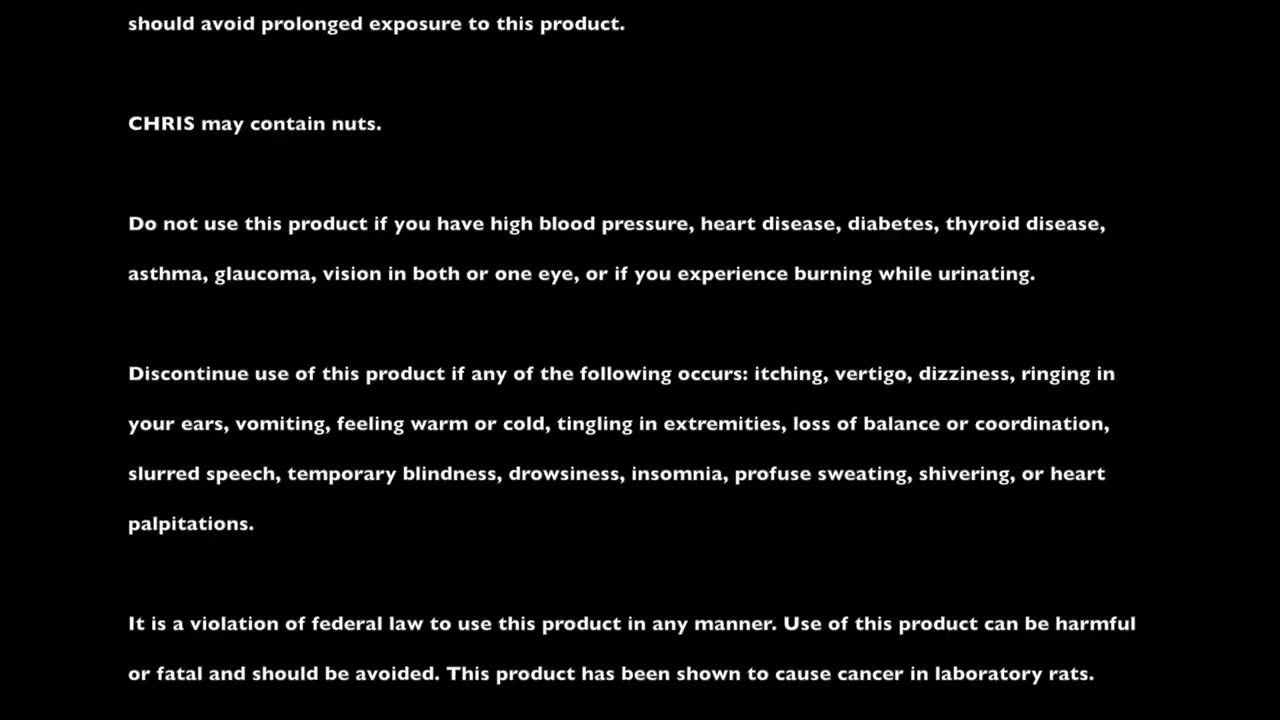 should avoid prolonged exposure to this product.
CHRIS may contain nuts.
Do not use this product if you have high blood pressure, heart disease, diabetes, thyroid disease,
asthma, glaucoma, vision in both or one eye, or if you experience burning while urinating.
Discontinue use of this product if any of the following occurs: itching, vertigo, dizziness, ringing in
your ears, vomiting, feeling warm or cold, tingling in extremities, loss of balance or coordination,
slurred speech, temporary blindness, drowsiness, insomnia, profuse sweating, shivering, or heart
palpitations.
It is a violation of federal law to use this product in any manner. Use of this product can be harmful
or fatal and should be avoided. This product has been shown to cause cancer in laboratory rats.